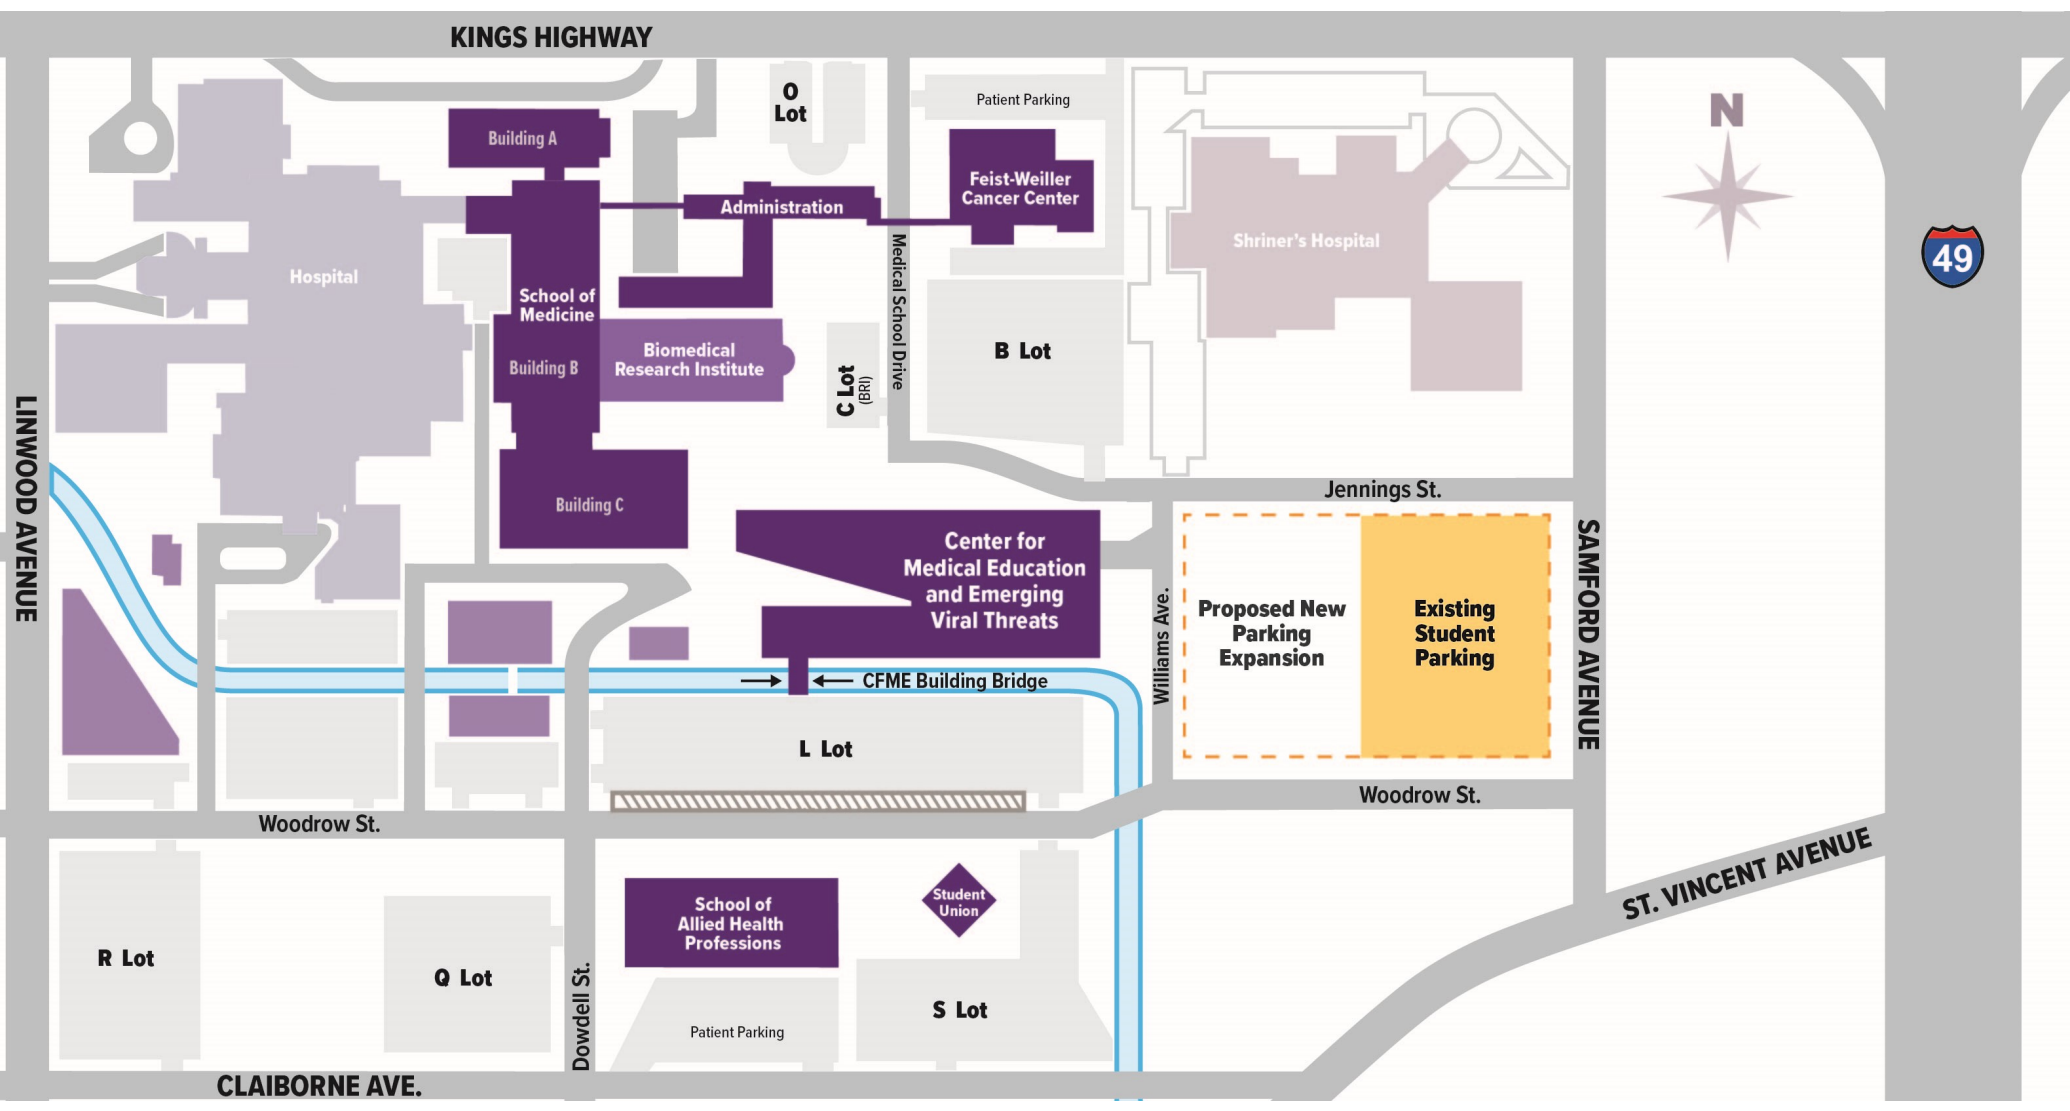 KINGS HIGHWAY
O
Lot
Patient Parking
N
Building A
Feist-Weiller
Cancer Center
Administration
Shriner's Hospital
49
Hospital
School of
Medicine
Medical School Drive
Biomedical
Research Institute
Building B
C Lot
(BRI)
B Lot
LINWOOD AVENUE
Building C
Jennings St.
Center for
Medical Education
and Emerging
Viral Threats
Williams Ave.
Proposed New
Parking
Expansion
Existing
Student
Parking
SAMFORD AVENUE
CFME Building Bridge
L Lot
Woodrow St.
Woodrow St.
ST. VINCENT AVENUE
School of
Allied Health
Professions
Student
Union
R Lot
Q Lot
Dowdell St.
S Lot
Patient Parking
CLAIBORNE AVE.